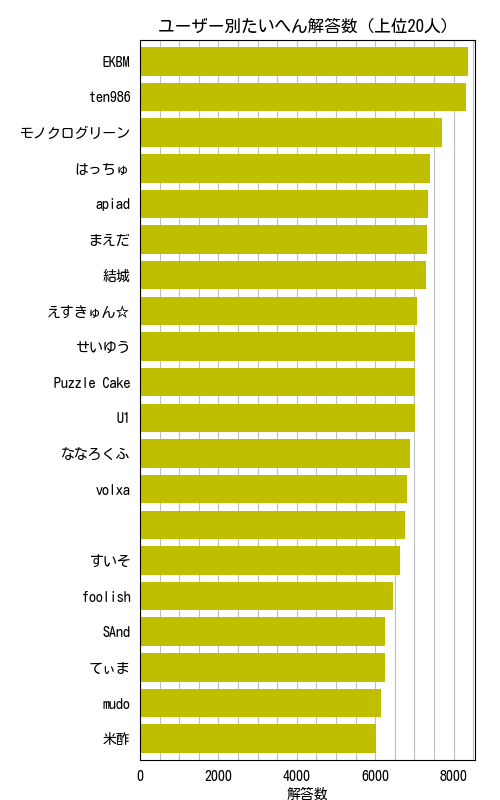 ユーザー別たいへん解答数（上位20人）
EKBM
ten986
モノクログリーン
はっちゅ
apiad
まえだ
結城
えすきゅん☆
せいゆう
Puzzle Cake
U1
ななろくふ
volxa
すいそ
foolish
SAnd
てぃま
mudo
米酢
0 2000 4000 6000 8000
解答数